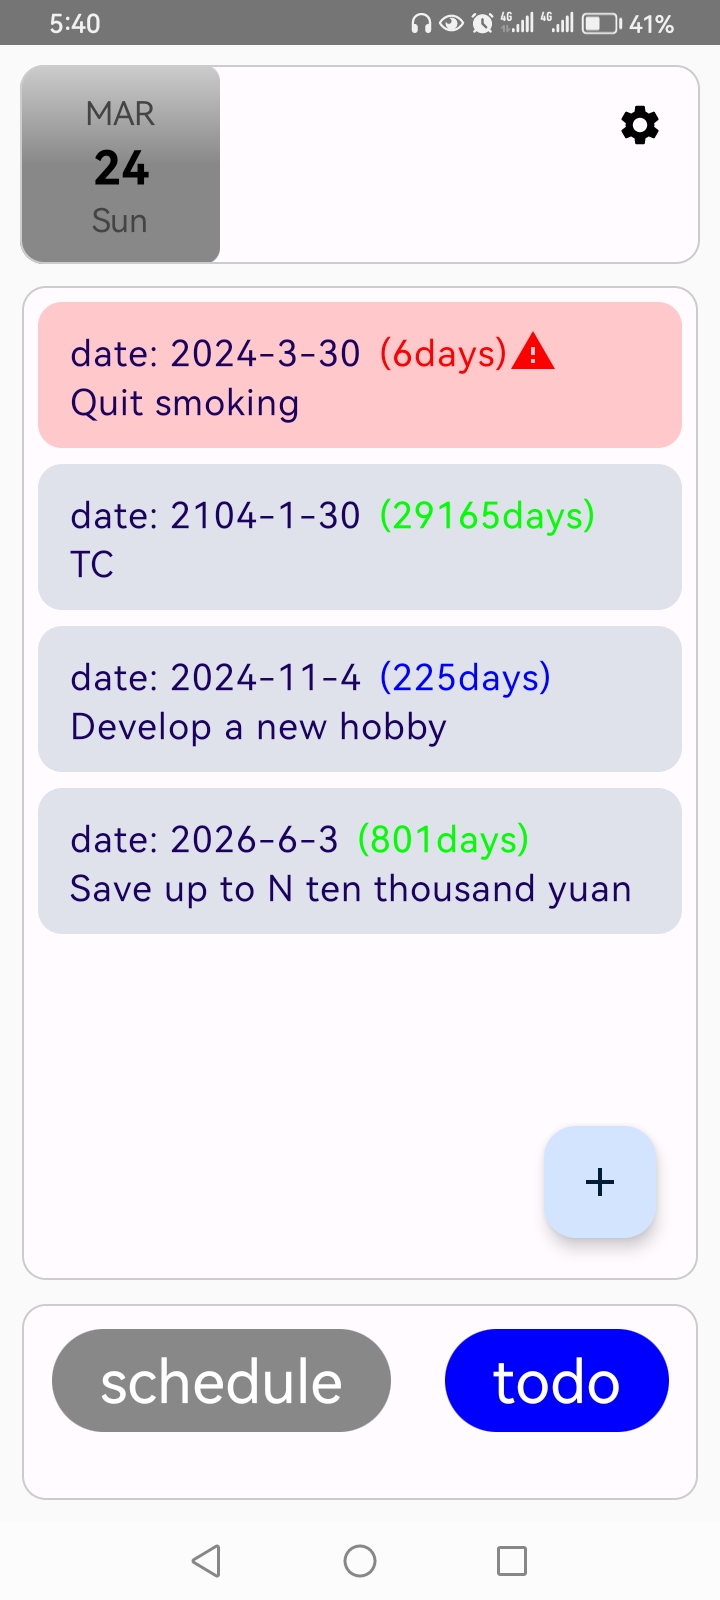 5:40
4G 4G 41%
MAR
24
Sun
date: 2024-3-30 (6days)
Quit smoking
date: 2104-1-30 (29165days)
TC
date: 2024-11-4 (225days)
Develop a new hobby
date: 2026-6-3 (801days)
Save up to N ten thousand yuan
+
schedule todo